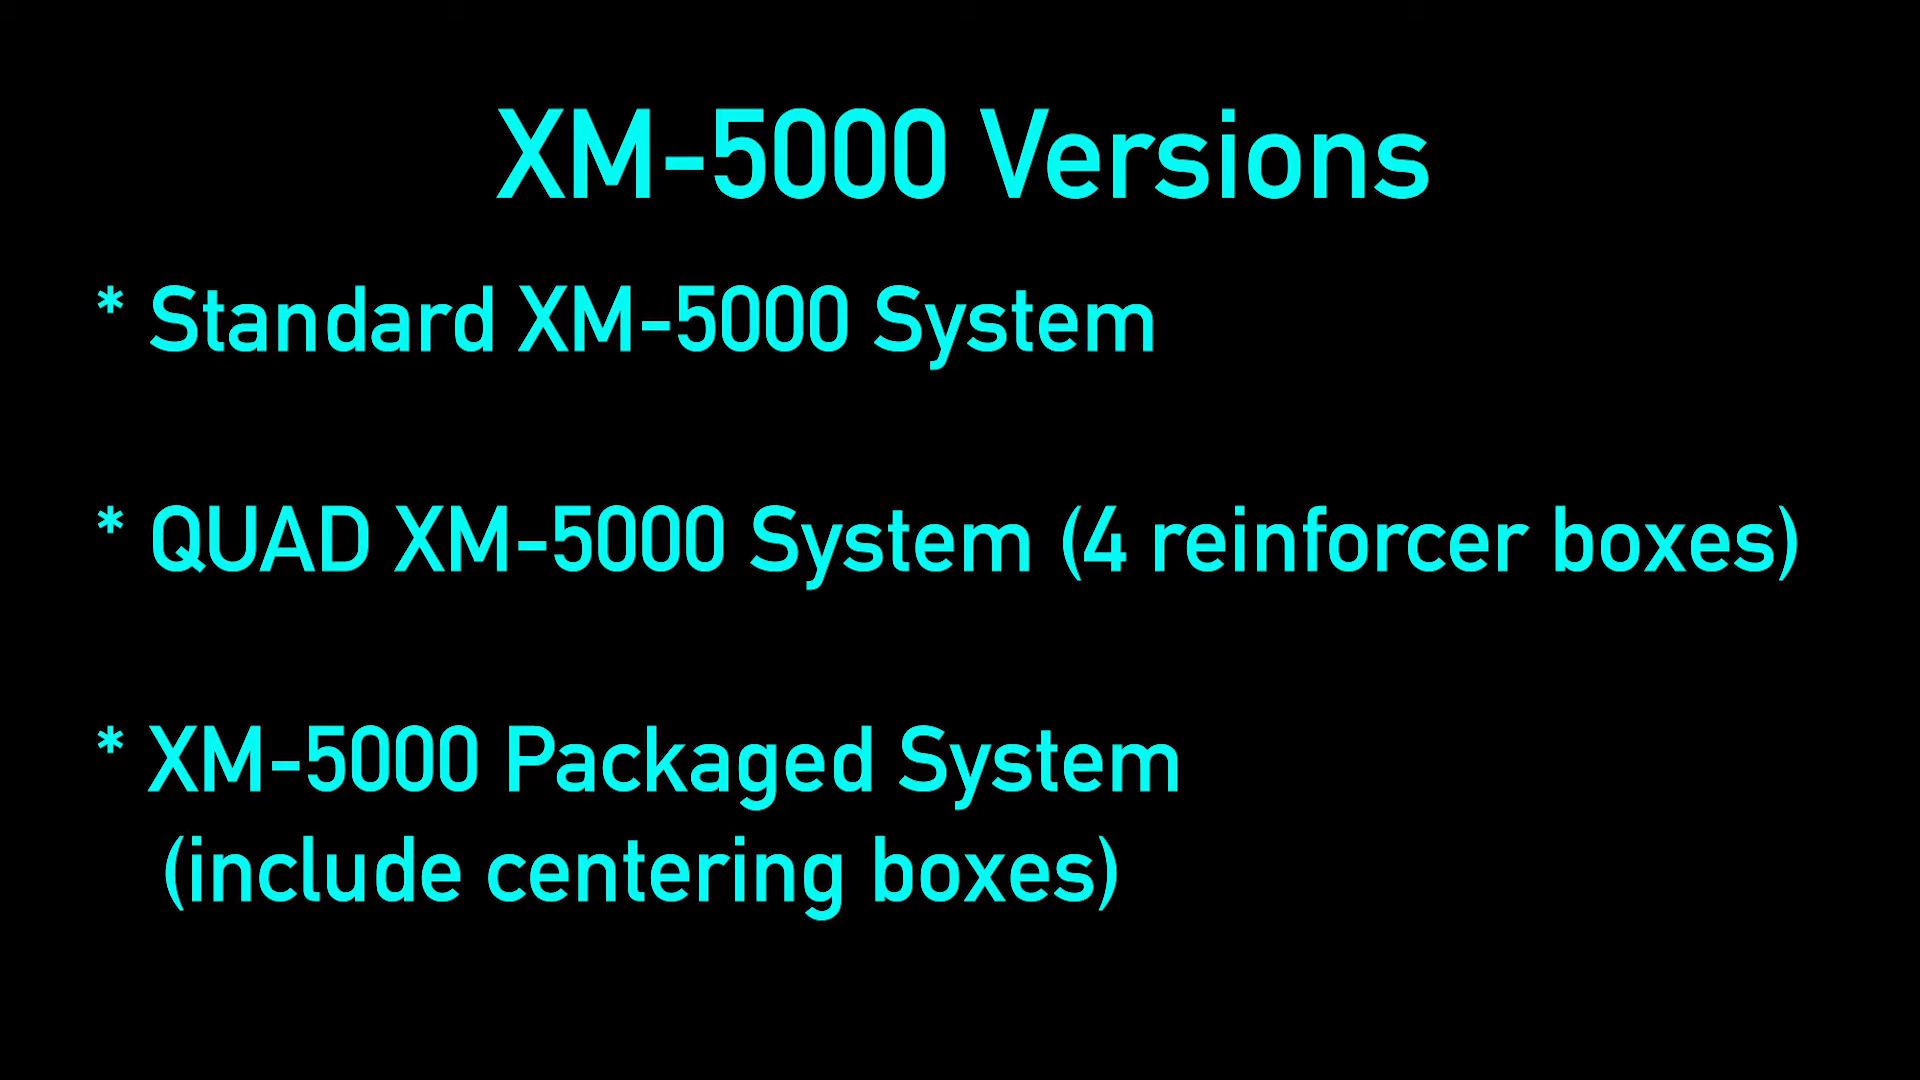 XM-5000 Versions
* Standard XM-5000 System
* QUAD XM-5000 System (4 reinforcer boxes)
* XM-5000 Packaged System
(include centering boxes)